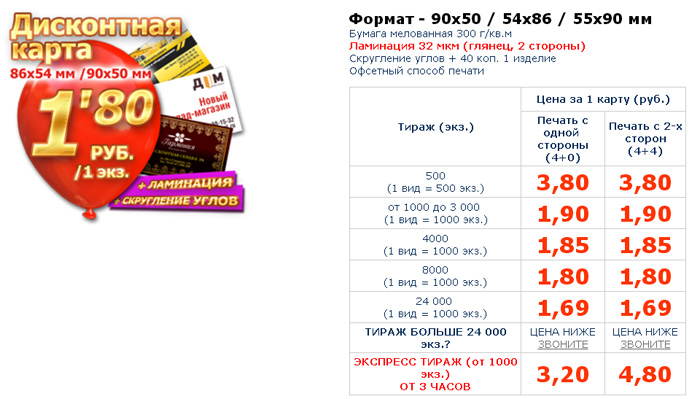 Дисконтная
карта
86x54 мм /90x50 мм
1'80
РУБ.
/1 экз.
Новый
+ ЛАМИНАЦИЯ
+ СКРУГЛЕНИЕ УГЛОВ
Формат - 90x50 / 54x86 / 55x90 мм
Бумага мелованная 300 г/кв.м
Ламинация 32 мкм (глянец, 2 стороны)
Скругление углов + 40 коп. 1 изделие
Офсетный способ печати
Тираж (экз.)
Цена за 1 карту (руб.)
Печать с
одной
стороны
(4+0)
Печать с 2-х
сторон
(4+4)
500
(1 вид = 500 экз.)
3,80
3,80
от 1000 до 3 000
(1 вид = 1000 экз.)
1,90
1,90
4000
(1 вид = 1000 экз.)
1,85
1,85
8000
(1 вид = 1000 экз.)
1,80
1,80
24 000
(1 вид = 1000 экз.)
1,69
1,69
ТИРАЖ БОЛЬШЕ 24 000
экз.?
ЦЕНА НИЖЕ
ЗВОНИТЕ
ЦЕНА НИЖЕ
ЗВОНИТЕ
ЭКСПРЕСС ТИРАЖ (от 1000
экз.)
ОТ 3 ЧАСОВ
3,20
4,80